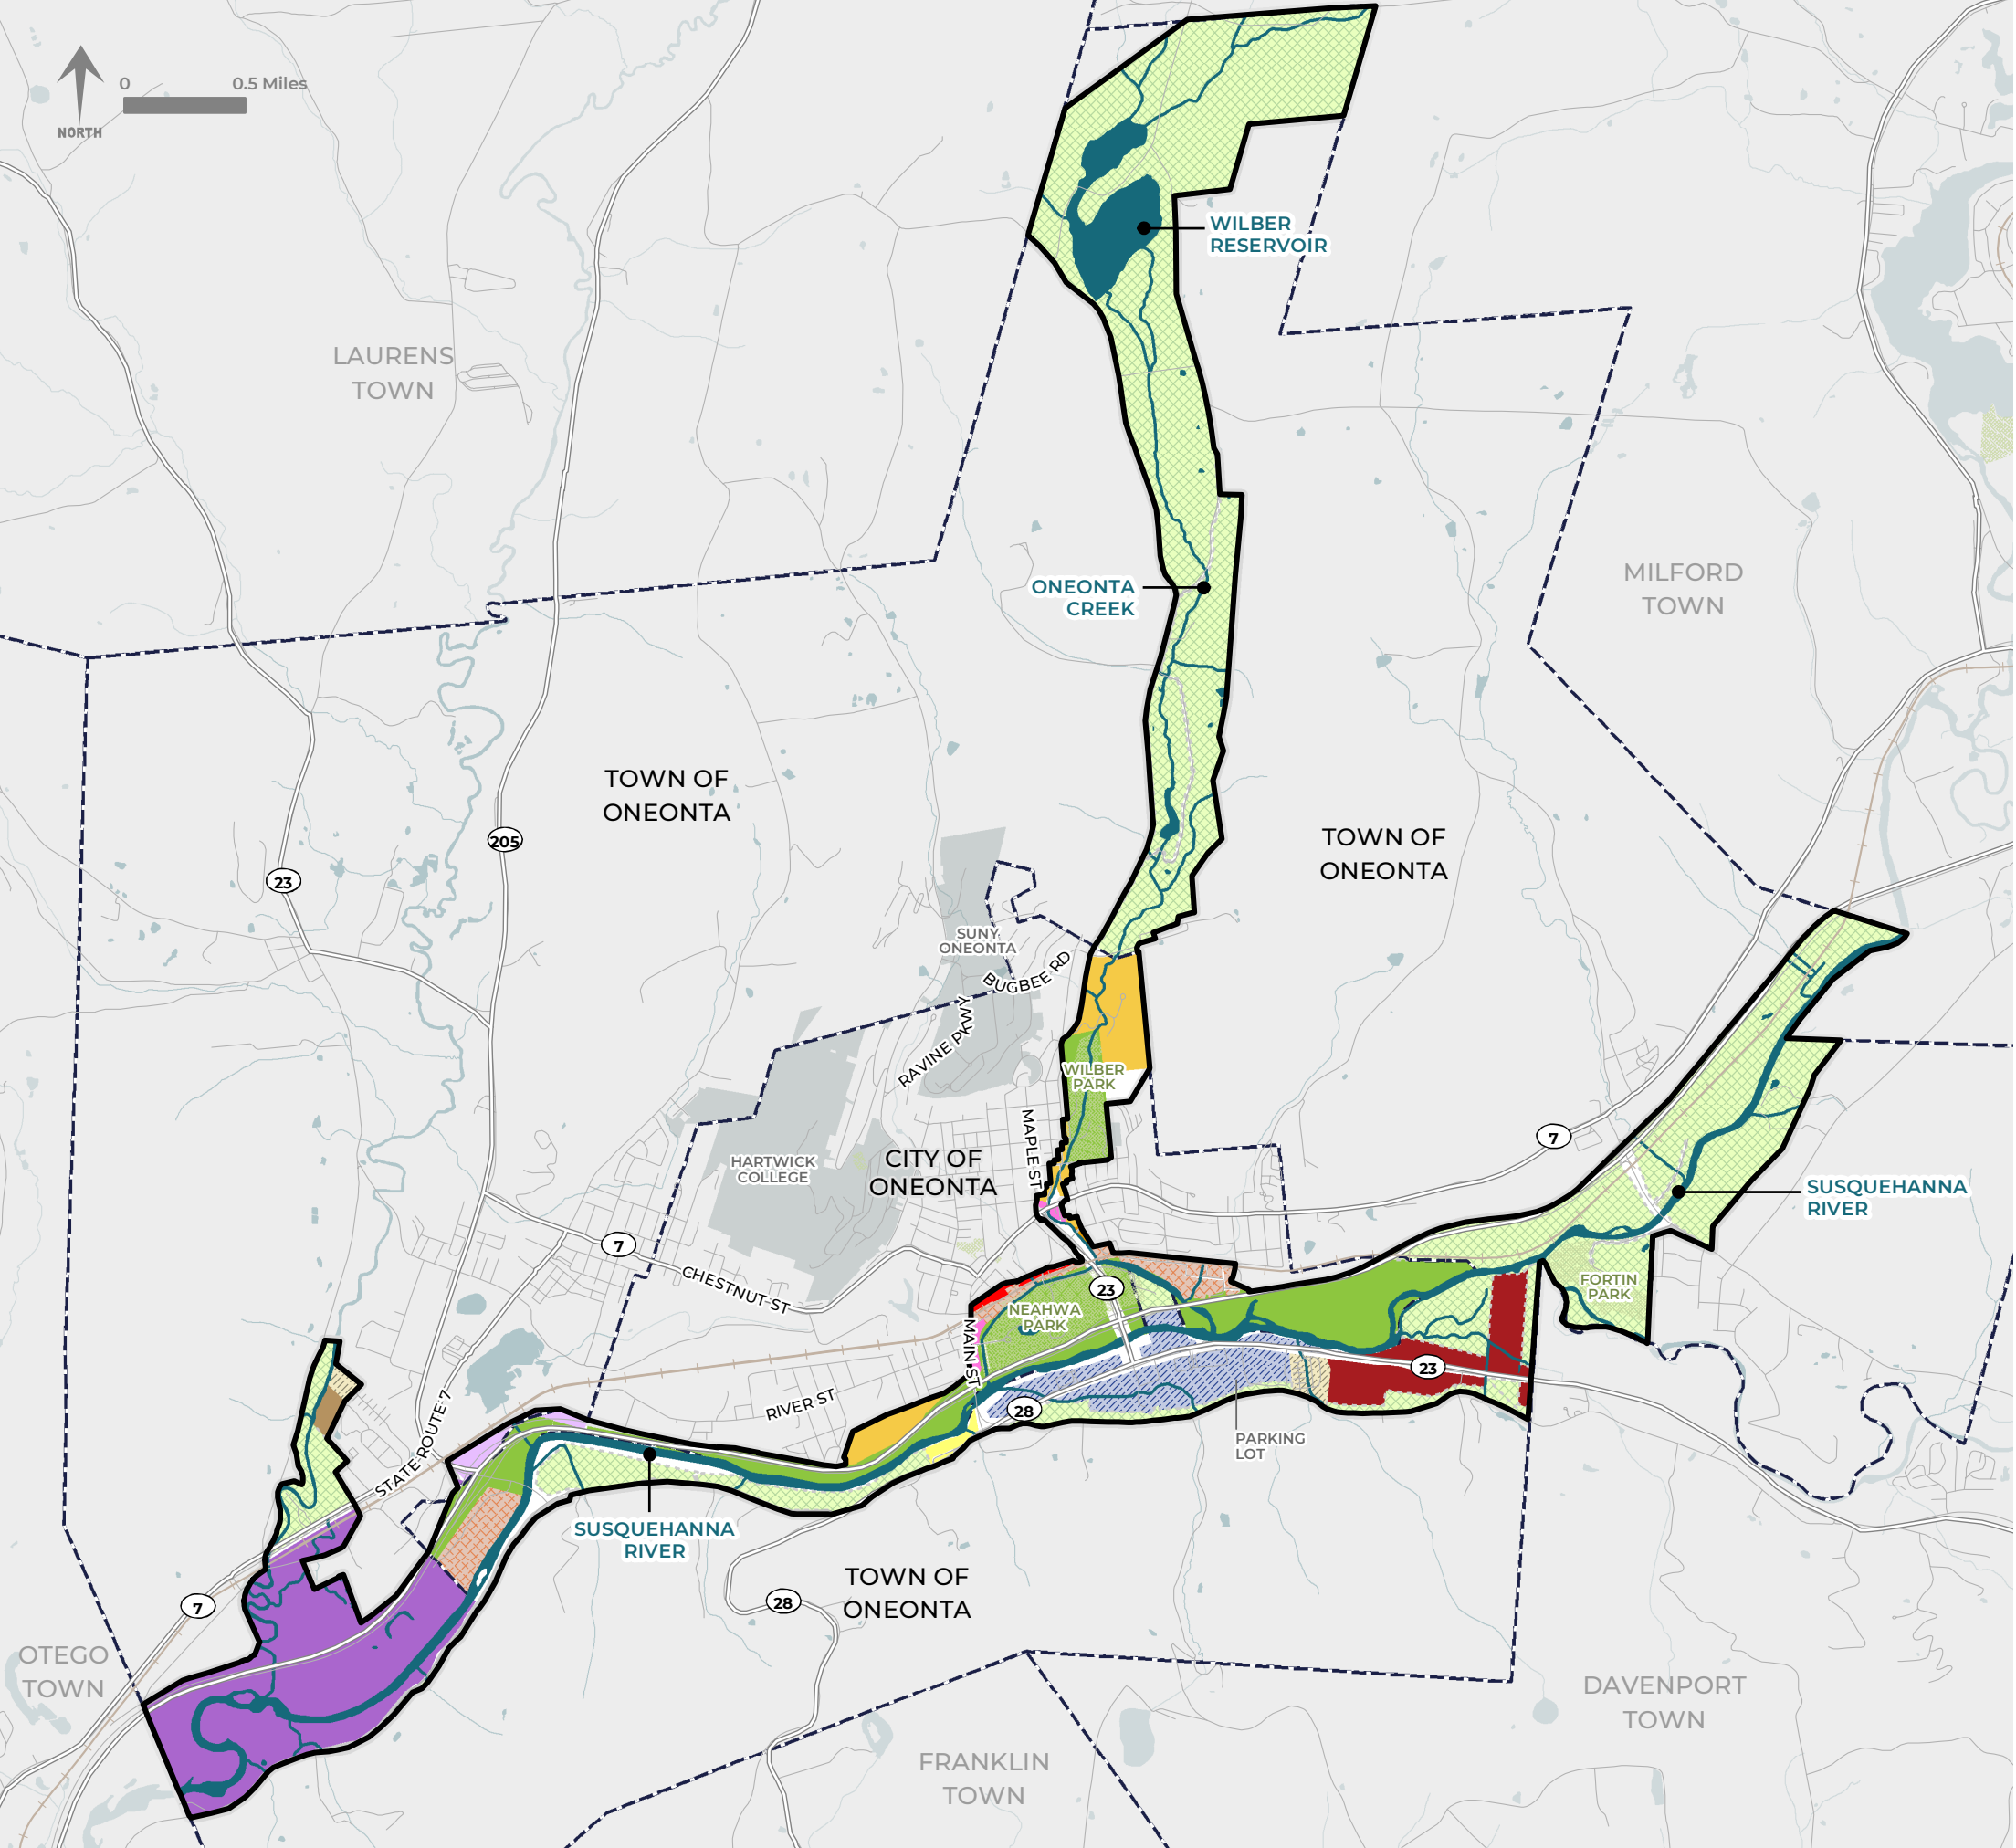 0 0.5 Miles
NORTH
WILBER
RESERVOIR
LAURENS
TOWN
ONEONTA
CREEK
MILFORD
TOWN
TOWN OF
ONEONTA
TOWN OF
ONEONTA
205
23
SUNY
ONEONTA
BUGBEE RD
RAVINE PKWY
WILBER
PARK
MAPLE ST
7
HARTWICK
COLLEGE
CITY OF
ONEONTA
SUSQUEHANNA
RIVER
7
CHESTNUT ST
23
NEAHWA
PARK
FORTIN
PARK
MAIN ST
23
STATE ROUTE 7
RIVER ST
28
PARKING
LOT
SUSQUEHANNA
RIVER
TOWN OF
ONEONTA
7
28
OTEGO
TOWN
DAVENPORT
TOWN
FRANKLIN
TOWN